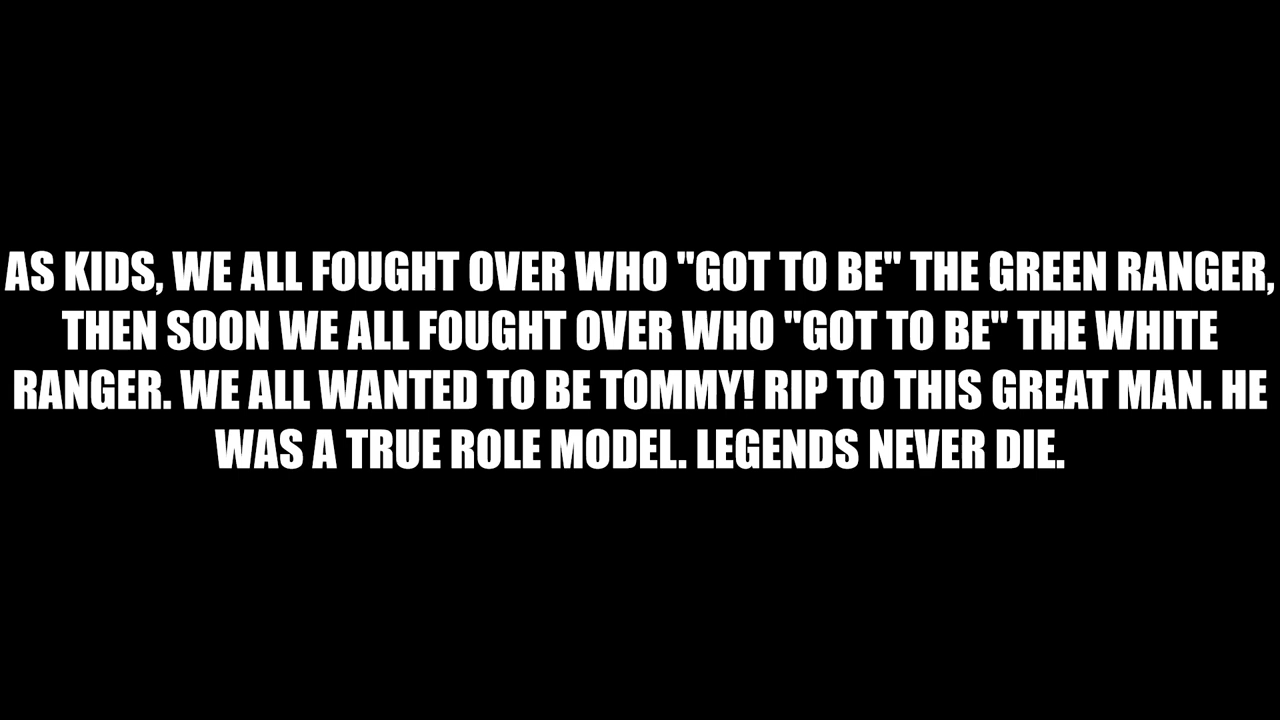 AS KIDS, WE ALL FOUGHT OVER WHO "GOT TO BE" THE GREEN RANGER,
THEN SOON WE ALL FOUGHT OVER WHO "GOT TO BE" THE WHITE
RANGER. WE ALL WANTED TO BE TOMMY! RIP TO THIS GREAT MAN. HE
WAS A TRUE ROLE MODEL. LEGENDS NEVER DIE.